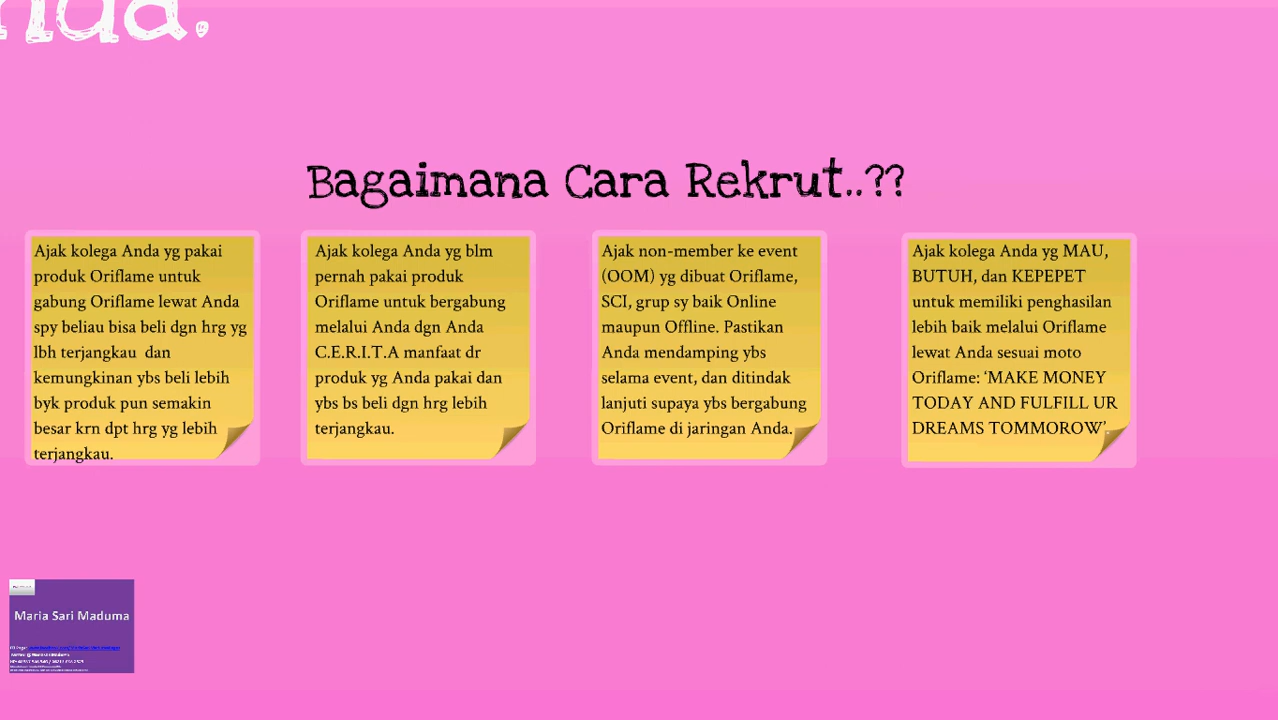 Bagaimana Cara Rekrut..??
Ajak kolega Anda yg pakai
produk Oriflame untuk
gabung Oriflame lewat Anda
spy beliau bisa beli dgn hrg yg
lbh terjangkau  dan
kemungkinan ybs beli lebih
byk produk pun semakin
besar krn dpt hrg yg lebih
terjangkau.
Ajak kolega Anda yg blm
pernah pakai produk
Oriflame untuk bergabung
melalui Anda dgn Anda
C.E.R.I.T.A manfaat dr
produk yg Anda pakai dan
ybs bs beli dgn hrg lebih
terjangkau.
Ajak non-member ke event
(OOM) yg dibuat Oriflame,
SCI, grup sy baik Online
maupun Offline. Pastikan
Anda mendamping ybs
selama event, dan ditindak
lanjuti supaya ybs bergabung
Oriflame di jaringan Anda.
Ajak kolega Anda yg MAU,
BUTUH, dan KEPEPET
untuk memiliki penghasilan
lebih baik melalui Oriflame
lewat Anda sesuai moto
Oriflame: ‘MAKE MONEY
TODAY AND FULFILL UR
DREAMS TOMMOROW’.
Maria Sari Maduma